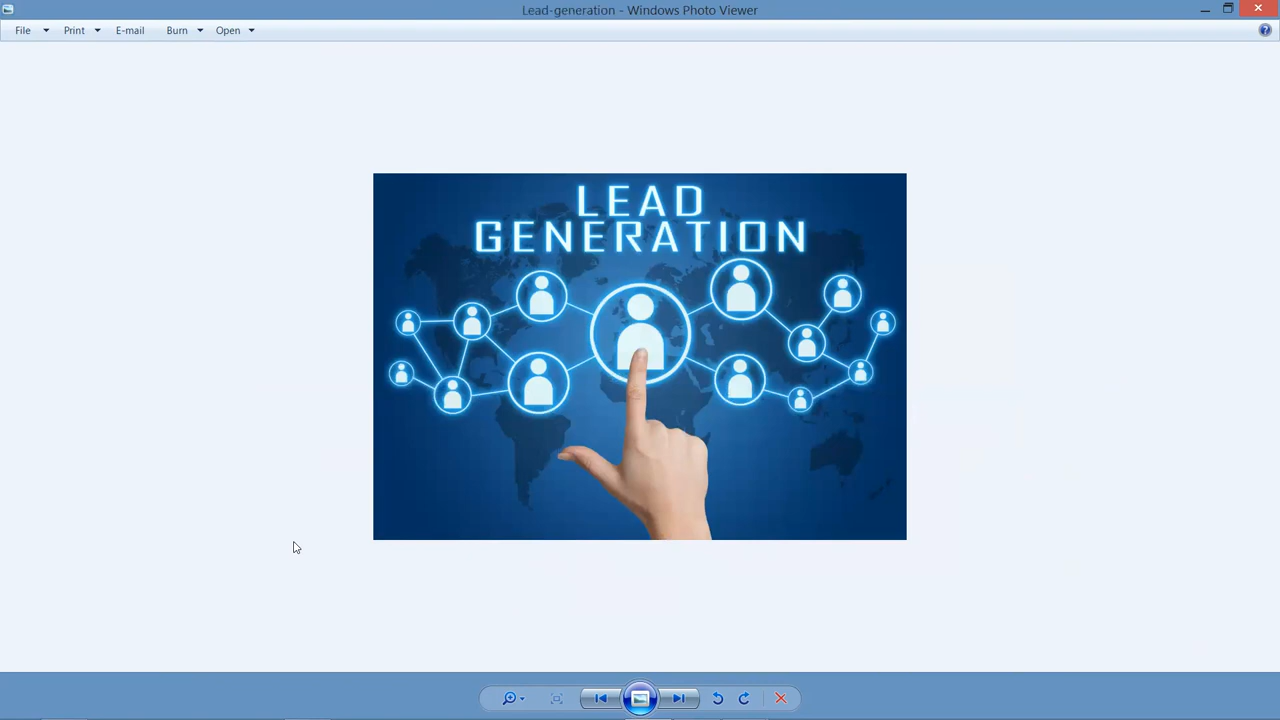 Lead-generation - Windows Photo Viewer
File Print E-mail Burn Open
LEAD
GENERATION